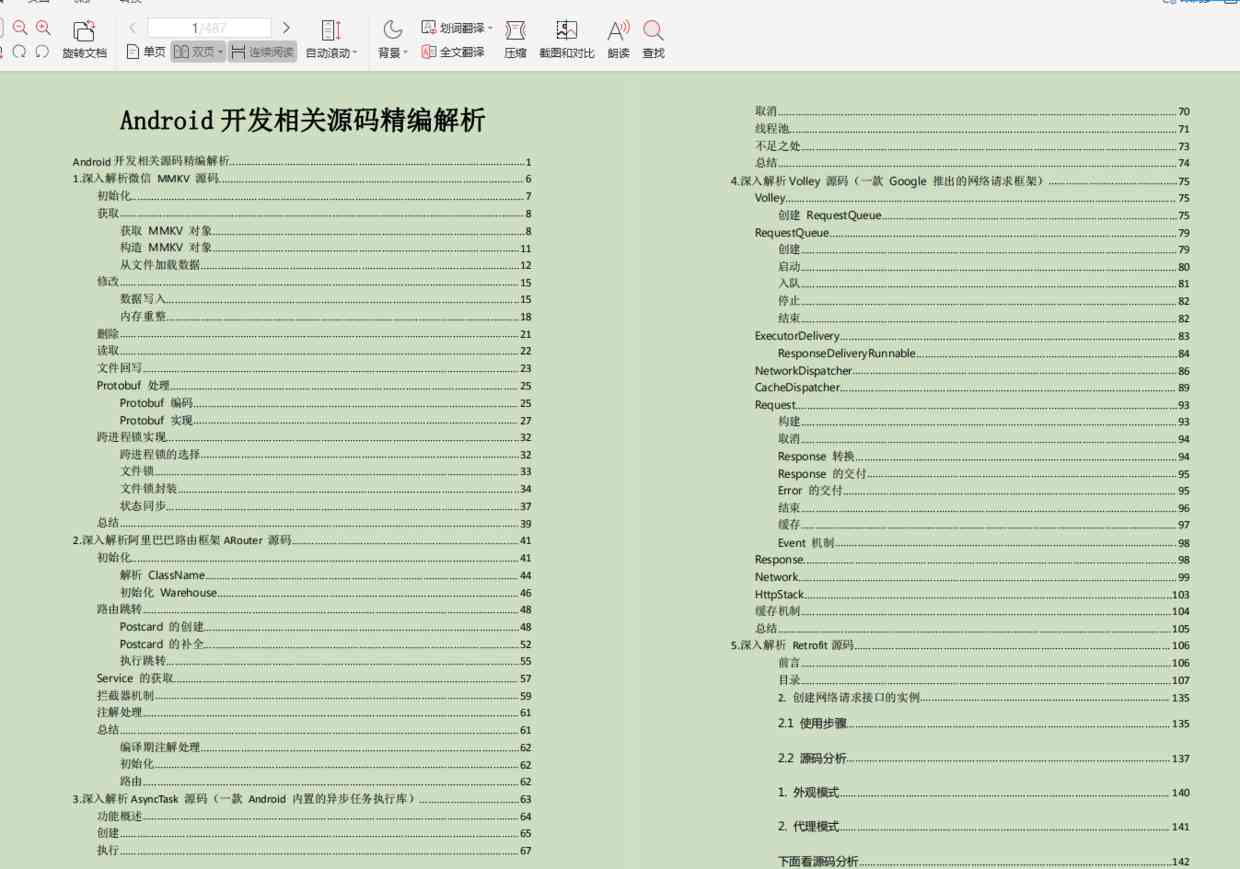 1/487
旋转文档
单页
双页
连续阅读
自动滚动
背景
划词翻译
全文翻译
压缩
截图和对比
朗读
查找
Android 开发相关源码精编解析
Android 开发相关源码精编解析 1
1.深入解析微信 MMKV 源码 6
初始化 7
获取 8
获取 MMKV 对象 8
构造 MMKV 对象 11
从文件加载数据 12
修改 15
数据写入 15
内存重整 18
删除 21
读取 22
文件回写 23
Protobuf 处理 25
Protobuf 编码 25
Protobuf 实现 27
跨进程锁实现 32
跨进程锁的选择 32
文件锁 33
文件锁封装 34
状态同步 37
总结 39
2.深入解析阿里巴巴路由框架 ARouter 源码 41
初始化 41
解析 ClassName 44
初始化 Warehouse 46
路由跳转 48
Postcard 的创建 48
Postcard 的补全 52
执行跳转 55
Service 的获取 57
拦截器机制 59
注解处理 61
总结 61
编译期注解处理 62
初始化 62
路由 62
3.深入解析 AsyncTask 源码（一款 Android 内置的异步任务执行库） 63
功能概述 64
创建 65
执行 67
取消 70
线程池 71
不足之处 73
总结 74
4.深入解析 Volley 源码（一款 Google 推出的网络请求框架） 75
Volley 75
创建 RequestQueue 75
RequestQueue 79
创建 79
启动 80
入队 81
停止 82
结束 82
ExecutorDelivery 83
ResponseDeliveryRunnable 84
NetworkDispatcher 86
CacheDispatcher 89
Request 93
构建 93
取消 94
Response 转换 94
Response 的交付 95
Error 的交付 95
结束 96
缓存 97
Event 机制 98
Response 98
Network 99
HttpStack 103
缓存机制 104
总结 105
5.深入解析 Retrofit 源码 106
前言 106
目录 107
2. 创建网络请求接口的实例 135
2.1 使用步骤 135
2.2 源码分析 137
1. 外观模式 140
2. 代理模式 141
下面看源码分析 142